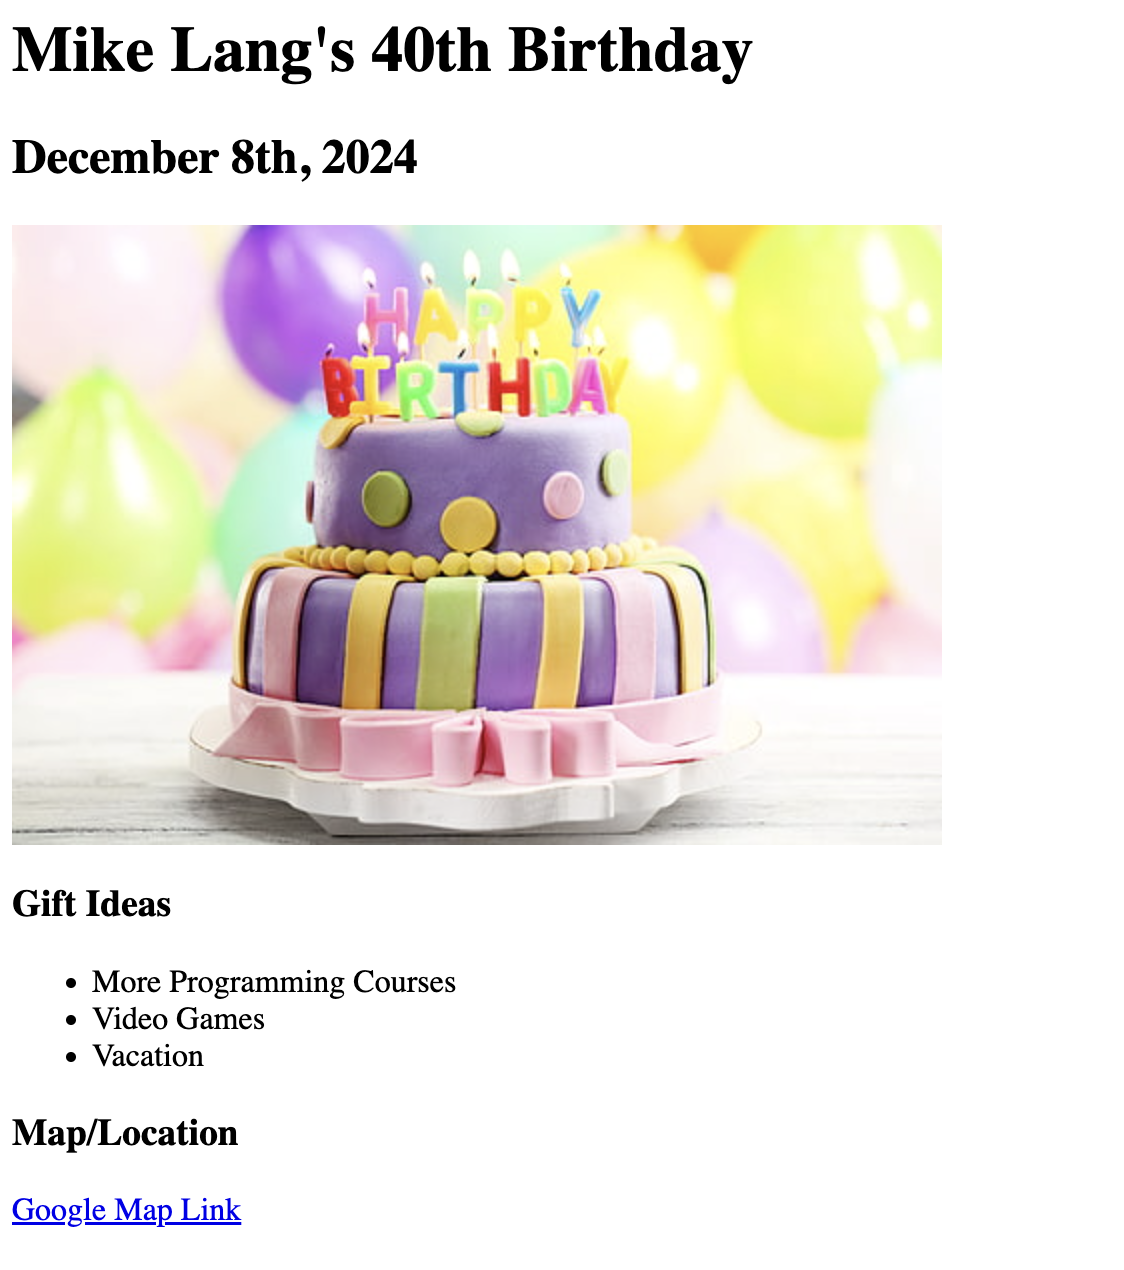 Mike Lang's 40th Birthday
December 8th, 2024
HAPPY
BIRTHDAY
Gift Ideas
More Programming Courses
Video Games
Vacation
Map/Location
Google Map Link